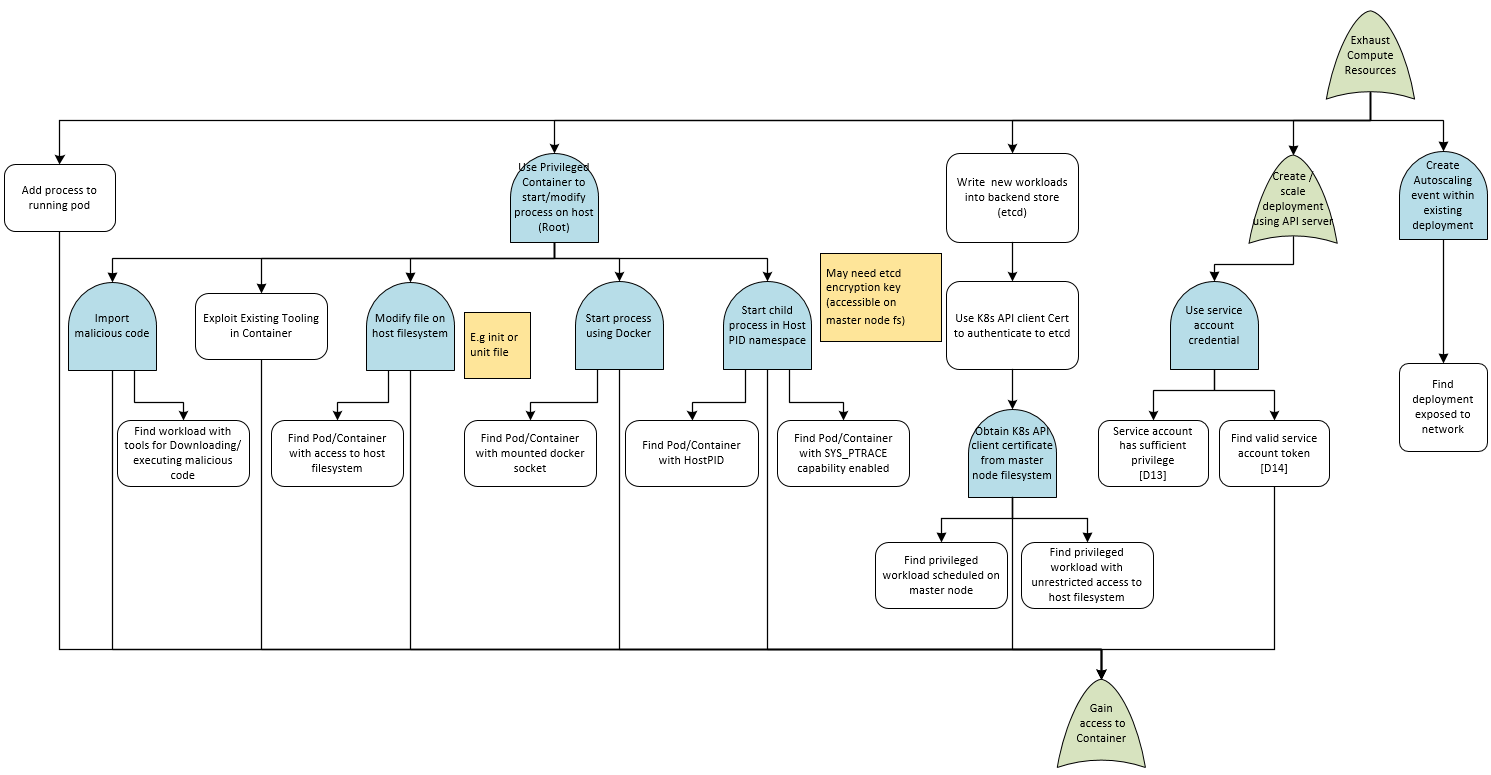 Exhaust
Compute
Resources
Add process to
running pod
Use Privileged
Container to
start/modify
process on host
(Root)
Write  new workloads
into backend store
(etcd)
Create /
scale
deployment
using API server
Create
Autoscaling
event within
existing
deployment
Import
malicious code
Exploit Existing Tooling
in Container
Modify file on
host filesystem
E.g init or
unit file
Start process
using Docker
Start child
process in Host
PID namespace
May need etcd
encryption key
(accessible on
master node fs)
Use K8s API client Cert
to authenticate to etcd
Use service
account
credential
Find
deployment
exposed to
network
Find workload with
tools for Downloading/
executing malicious
code
Find Pod/Container
with access to host
filesystem
Find Pod/Container
with mounted docker
socket
Find Pod/Container
with HostPID
Find Pod/Container
with SYS_PTRACE
capability enabled
Obtain K8s API
client certificate
from master
node filesystem
Service account
has sufficient
privilege
[D13]
Find valid service
account token
[D14]
Find privileged
workload scheduled on
master node
Find privileged
workload with
unrestricted access to
host filesystem
Gain
access to
Container